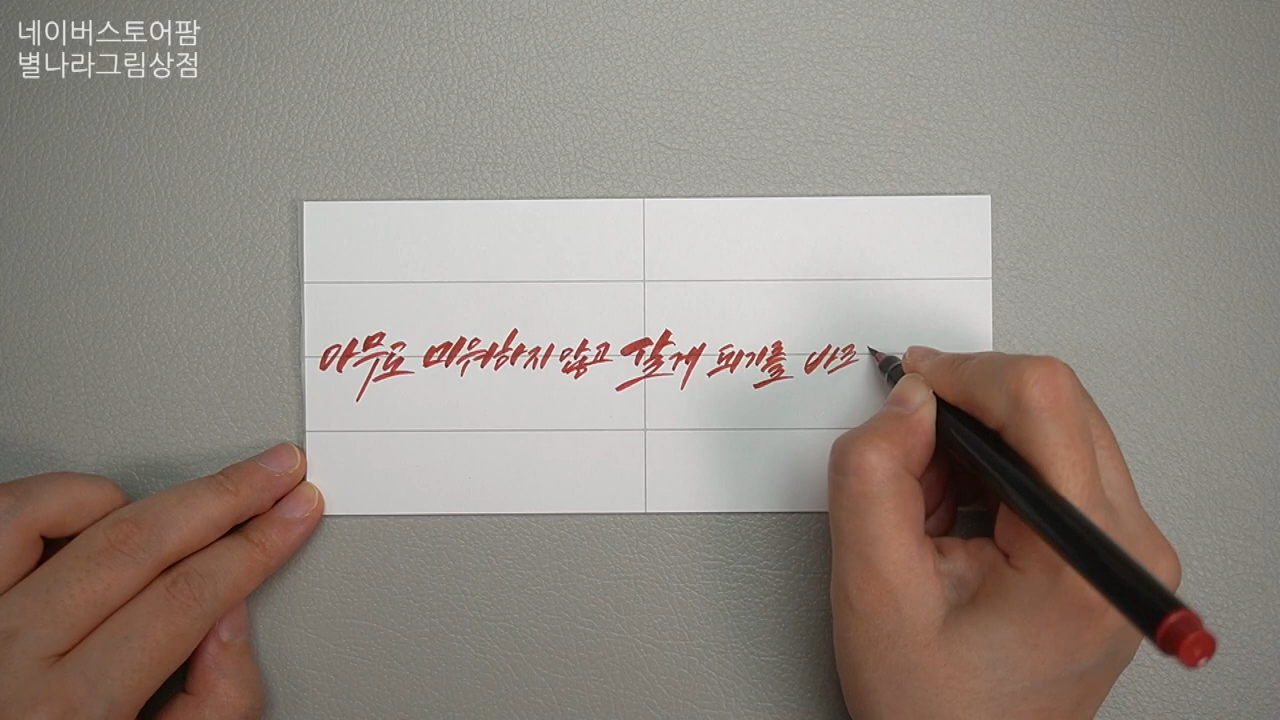 네이버스토어팜
별나라그림상점
아무도 미워하지 않고 잘게 되기를 바라